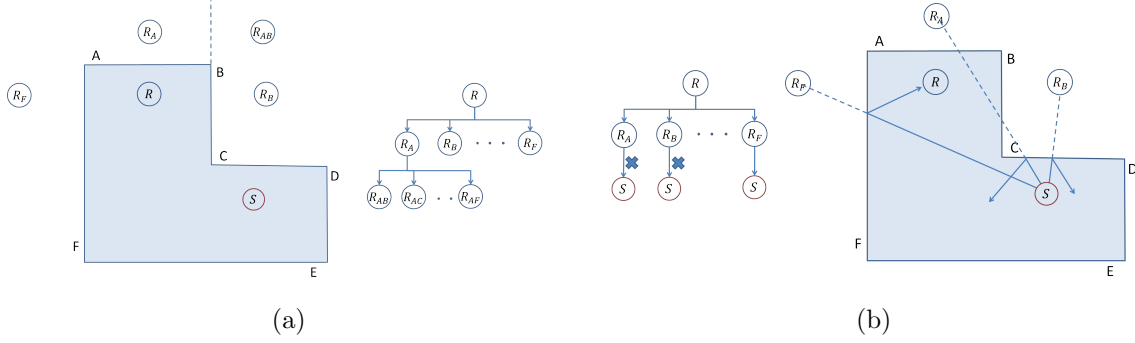 R_A
R_AB
A
B
R_F
R
R_B
C
D
S
F
E
R
R_A
R_B
· · ·
R_F
R_AB
R_AC
· ·
R_AF
(a)
R
R_A
R_B
· · ·
R_F
S
S
S
R_A
A
B
R_F
R
R_B
C
D
S
F
E
(b)